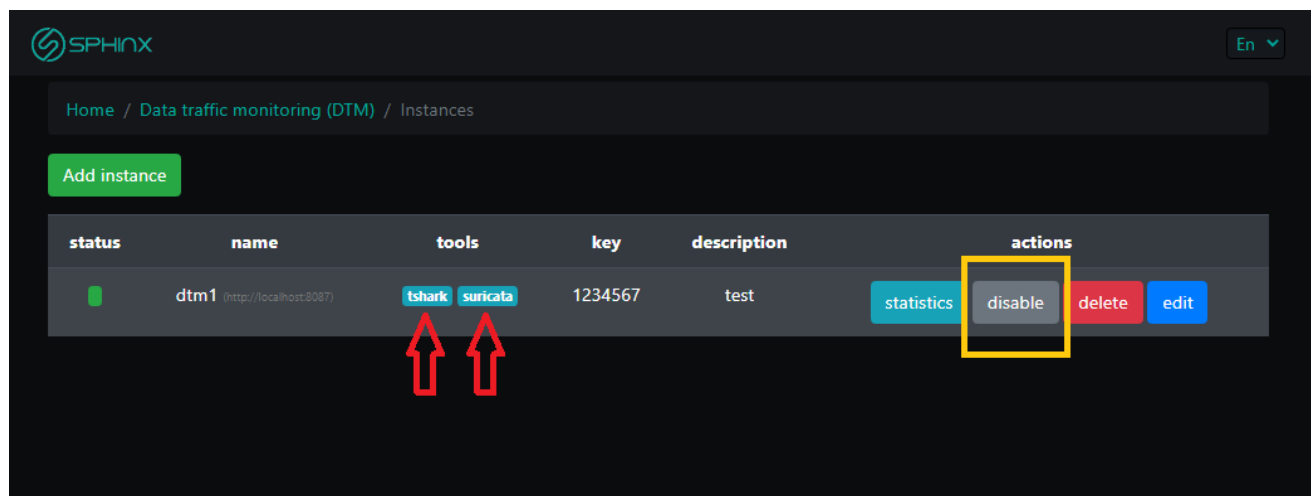 SPHINX
En
Home / Data traffic monitoring (DTM) / Instances
Add instance
status name tools key description actions
dtm1 (http://localhost:8087) tshark suricata 1234567 test statistics disable delete edit